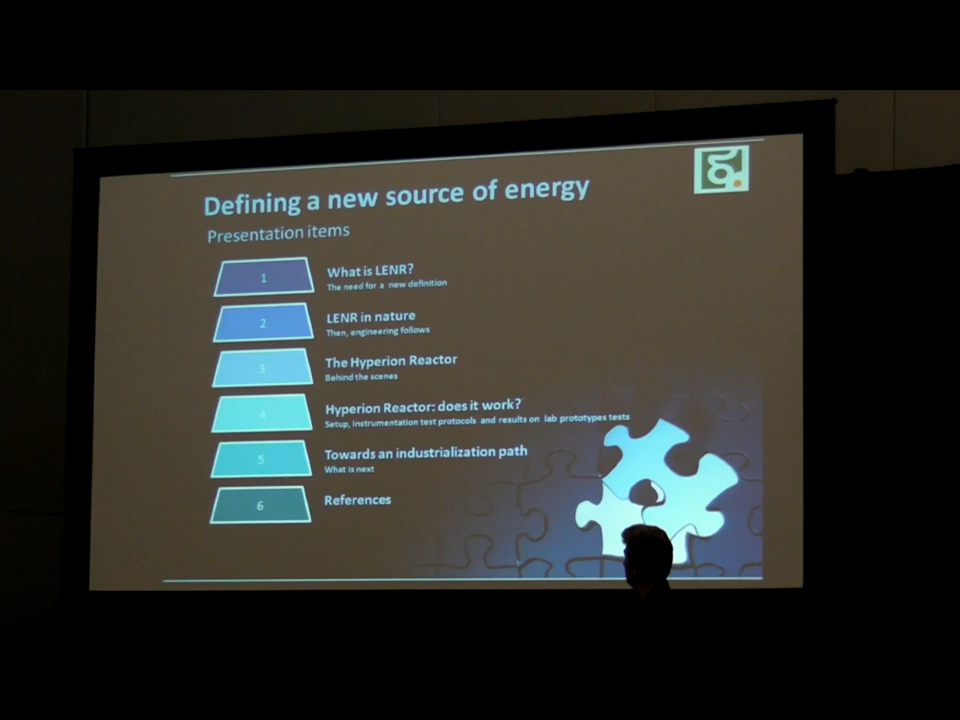 Defining a new source of energy
Presentation items
1
What is LENR?
The need for a new definition
2
LENR in nature
Then, engineering follows
3
The Hyperion Reactor
Behind the scenes
4
Hyperion Reactor: does it work?
Setup, Instrumentation test protocols and results on lab prototypes tests
5
Towards an industrialization path
What is next
6
References